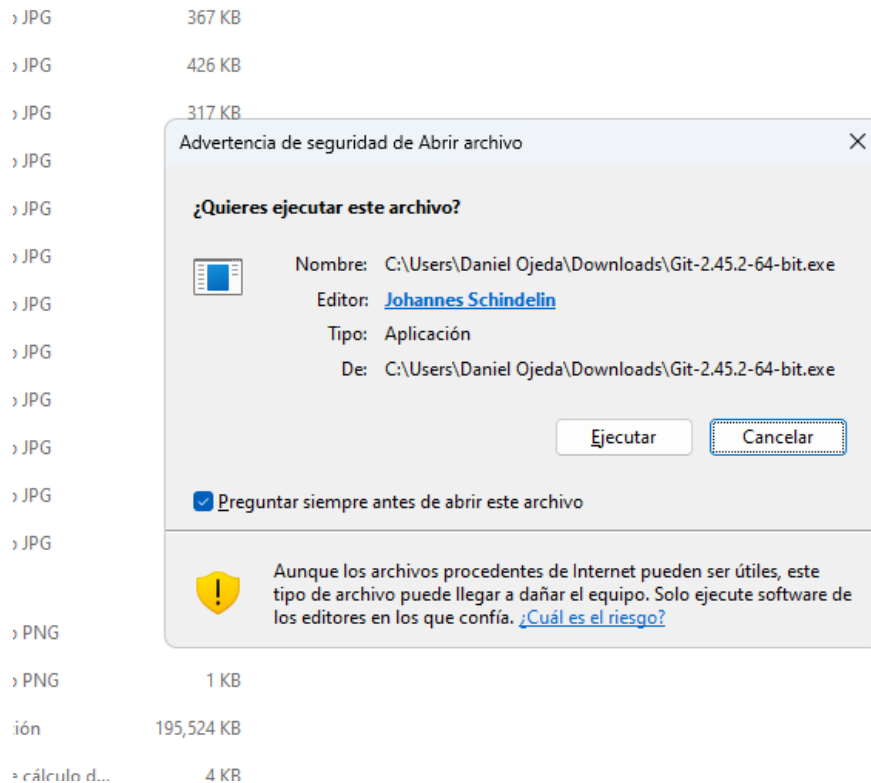 JPG 367 KB
JPG 426 KB
JPG 317 KB
Advertencia de seguridad de Abrir archivo
JPG
¿Quieres ejecutar este archivo?
JPG
JPG
Nombre: C:\Users\Daniel Ojeda\Downloads\Git-2.45.2-64-bit.exe
Editor: Johannes Schindelin
JPG
Tipo: Aplicación
JPG
De: C:\Users\Daniel Ojeda\Downloads\Git-2.45.2-64-bit.exe
JPG
Ejecutar Cancelar
JPG
JPG
Preguntar siempre antes de abrir este archivo
JPG
Aunque los archivos procedentes de Internet pueden ser útiles, este
tipo de archivo puede llegar a dañar el equipo. Solo ejecute software de
los editores en los que confía. ¿Cuál es el riesgo?
PNG
PNG 1 KB
ión 195,524 KB
cálculo d... 4 KB